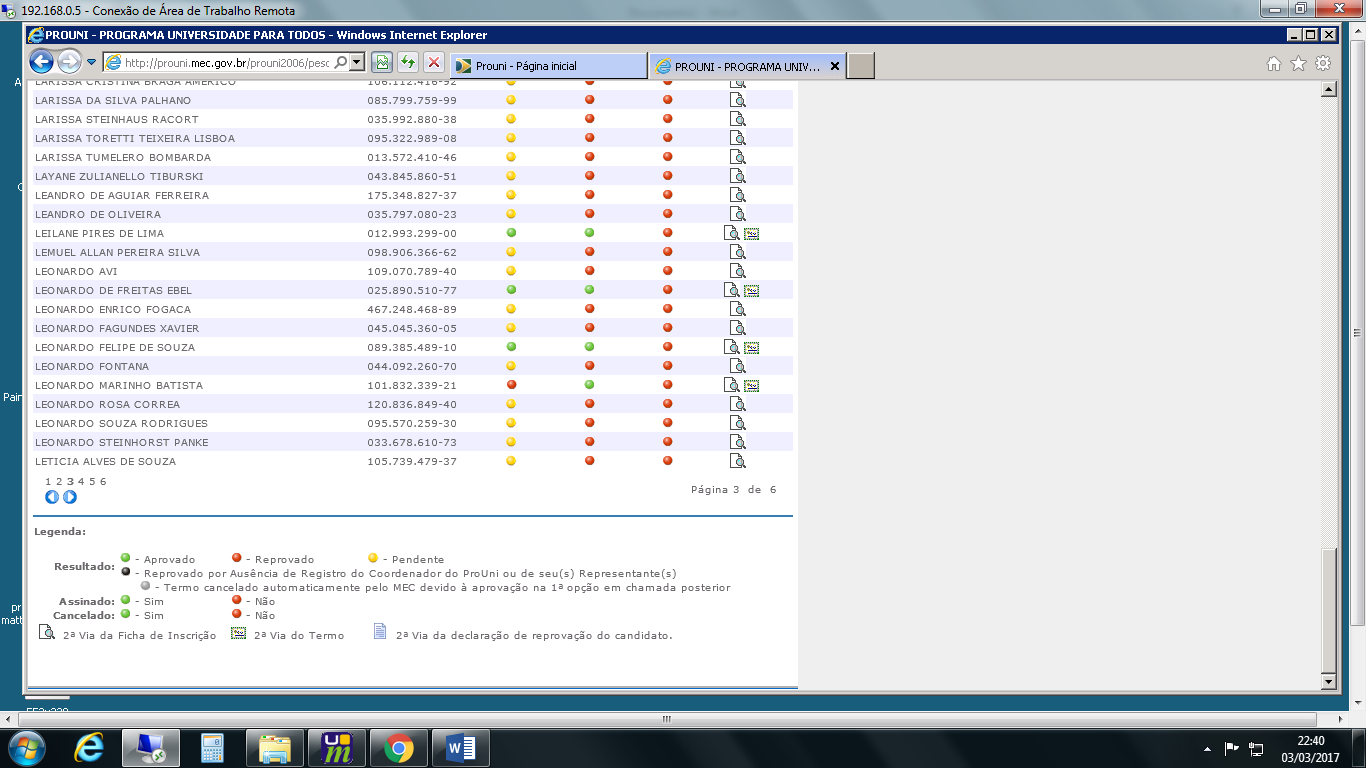 192.168.0.5 - Conexão de Área de Trabalho Remota
PROUNI - PROGRAMA UNIVERSIDADE PARA TODOS - Windows Internet Explorer
http://prouni.mec.gov.br/prouni2006/pesc
Prouni - Página inicial
PROUNI - PROGRAMA UNIV...
LARISSA CRISTINA BRAGA AMERICO 106.112.416-92
LARISSA DA SILVA PALHANO 085.799.759-99
LARISSA STEINHAUS RACORT 035.992.880-38
LARISSA TORETTI TEIXEIRA LISBOA 095.322.989-08
LARISSA TUMELERO BOMBARDA 013.572.410-46
LAYANE ZULIANELLO TIBURSKI 043.845.860-51
LEANDRO DE AGUIAR FERREIRA 175.348.827-37
LEANDRO DE OLIVEIRA 035.797.080-23
LEILANE PIRES DE LIMA 012.993.299-00
LEMUEL ALLAN PEREIRA SILVA 098.906.366-62
LEONARDO AVI 109.070.789-40
LEONARDO DE FREITAS EBEL 025.890.510-77
LEONARDO ENRICO FOGACA 467.248.468-89
LEONARDO FAGUNDES XAVIER 045.045.360-05
LEONARDO FELIPE DE SOUZA 089.385.489-10
LEONARDO FONTANA 044.092.260-70
LEONARDO MARINHO BATISTA 101.832.339-21
LEONARDO ROSA CORREA 120.836.849-40
LEONARDO SOUZA RODRIGUES 095.570.259-30
LEONARDO STEINHORST PANKE 033.678.610-73
LETICIA ALVES DE SOUZA 105.739.479-37
1 2 3 4 5 6
Página 3 de 6
Legenda:
Resultado: - Aprovado - Reprovado - Pendente
- Reprovado por Ausência de Registro do Coordenador do ProUni ou de seu(s) Representante(s)
- Termo cancelado automaticamente pelo MEC devido à aprovação na 1ª opção em chamada posterior
Assinado: - Sim - Não
Cancelado: - Sim - Não
2ª Via da Ficha de Inscrição 2ª Via do Termo 2ª Via da declaração de reprovação do candidato.
22:40
03/03/2017